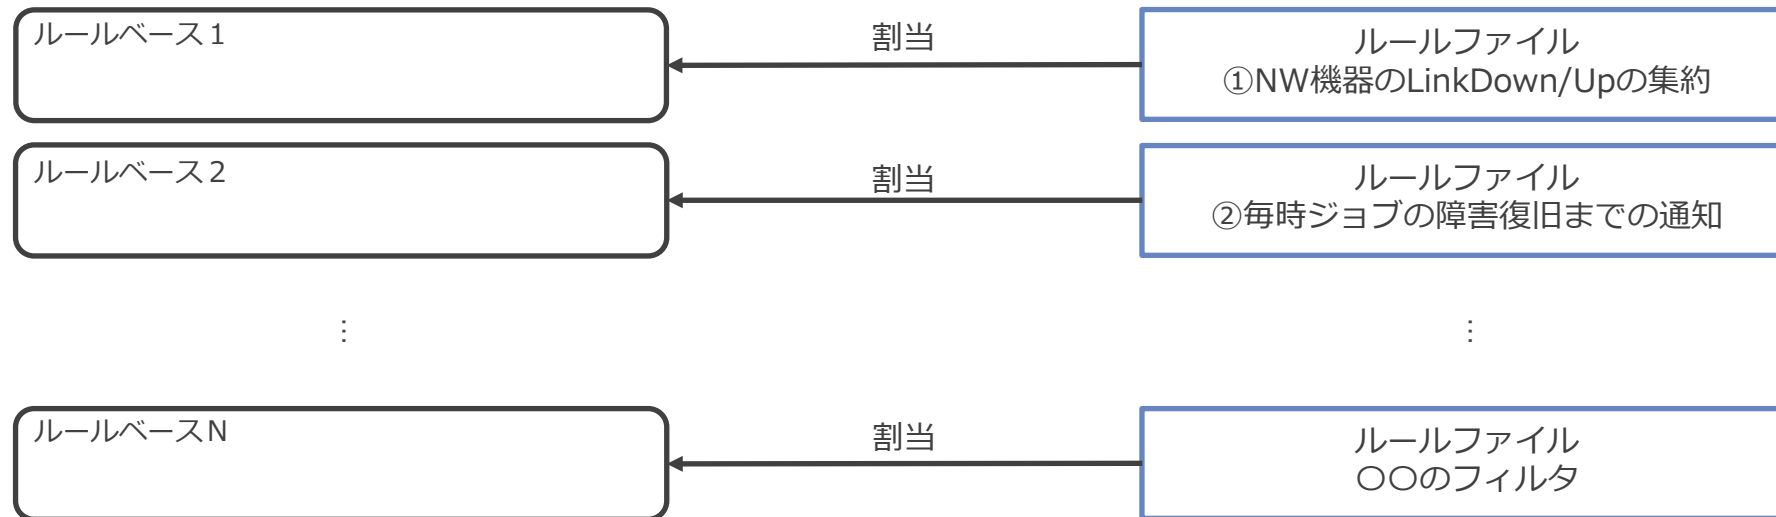 ルールベース１
割当
ルールファイル
①NW機器のLinkDown/Upの集約
ルールベース２
割当
ルールファイル
②毎時ジョブの障害復旧までの通知
…
…
ルールベースN
割当
ルールファイル
〇〇のフィルタ